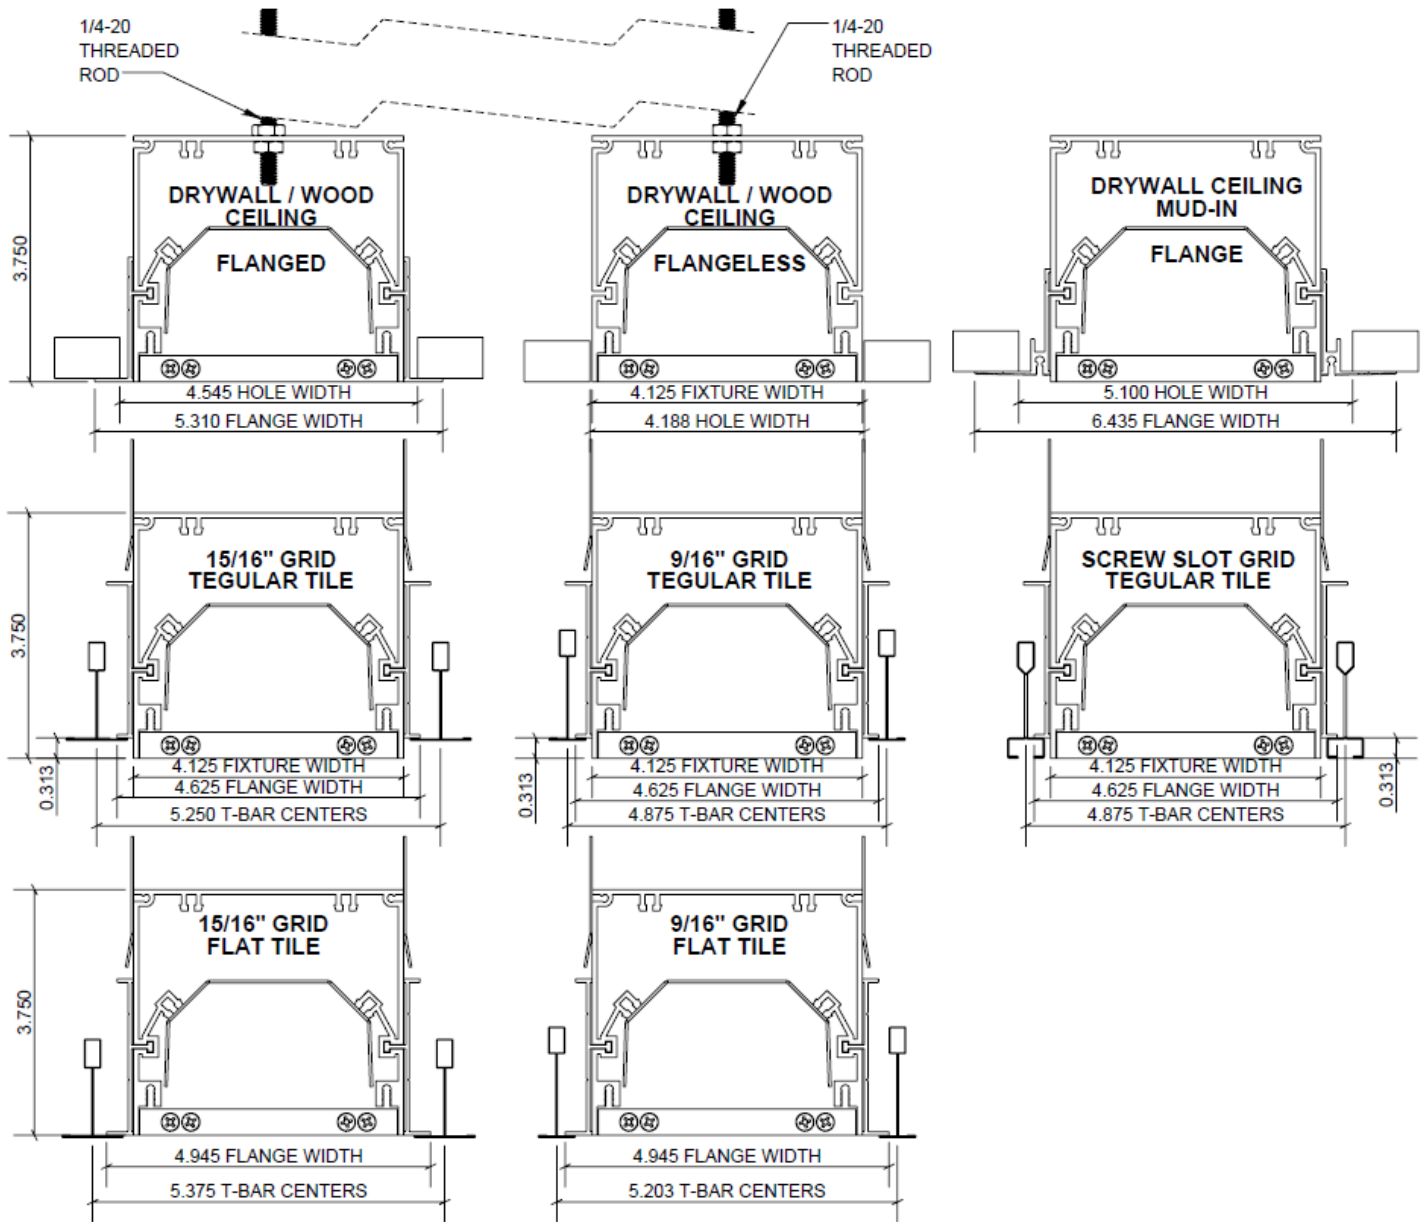 1/4-20
THREADED
ROD
1/4-20
THREADED
ROD
3.750
DRYWALL / WOOD
CEILING
FLANGED
4.545 HOLE WIDTH
5.310 FLANGE WIDTH
DRYWALL / WOOD
CEILING
FLANGELESS
4.125 FIXTURE WIDTH
4.188 HOLE WIDTH
DRYWALL CEILING
MUD-IN
FLANGE
5.100 HOLE WIDTH
6.435 FLANGE WIDTH
3.750
15/16" GRID
TEGULAR TILE
0.313
4.125 FIXTURE WIDTH
4.625 FLANGE WIDTH
5.250 T-BAR CENTERS
9/16" GRID
TEGULAR TILE
0.313
4.125 FIXTURE WIDTH
4.625 FLANGE WIDTH
4.875 T-BAR CENTERS
SCREW SLOT GRID
TEGULAR TILE
4.125 FIXTURE WIDTH
4.625 FLANGE WIDTH
4.875 T-BAR CENTERS
0.313
3.750
15/16" GRID
FLAT TILE
4.945 FLANGE WIDTH
5.375 T-BAR CENTERS
9/16" GRID
FLAT TILE
4.945 FLANGE WIDTH
5.203 T-BAR CENTERS